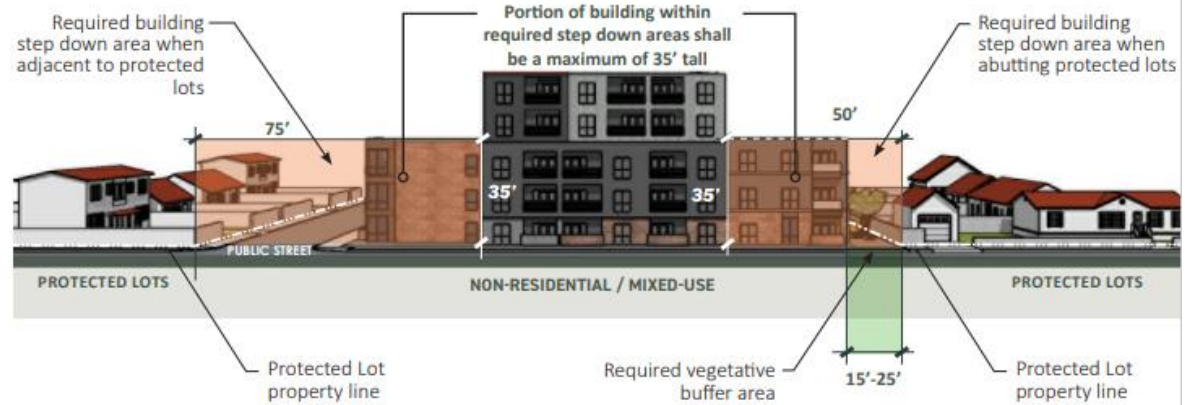 Required building
step down area when
adjacent to protected
lots
Portion of building within
required step down areas shall
be a maximum of 35' tall
Required building
step down area when
abutting protected lots
75'
50'
35'
35'
PUBLIC STREET
PROTECTED LOTS
NON-RESIDENTIAL / MIXED-USE
PROTECTED LOTS
Protected Lot
property line
Required vegetative
buffer area
15'-25'
Protected Lot
property line